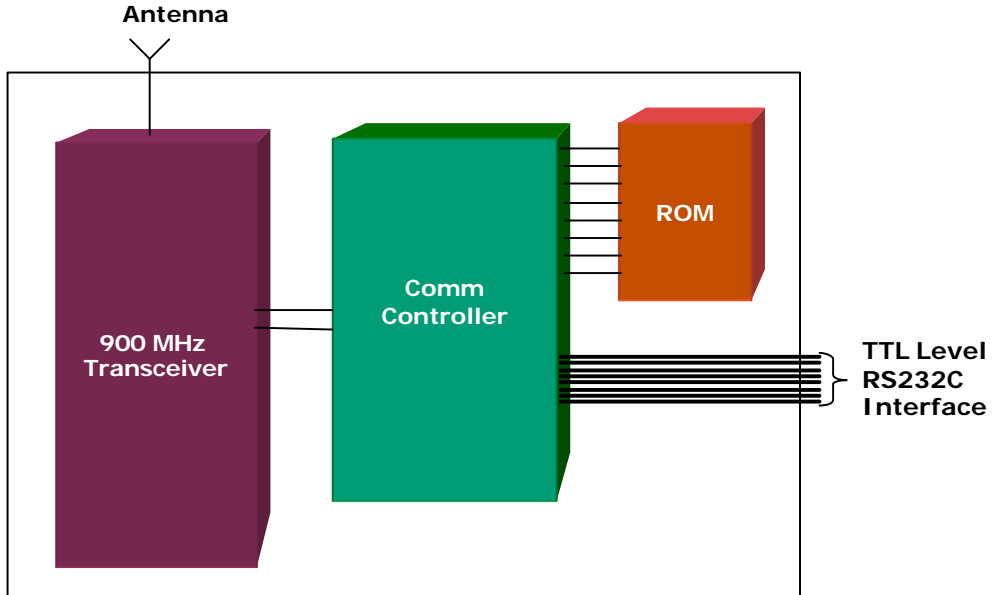 Antenna
ROM
Comm
Controller
900 MHz
Transceiver
TTL Level
RS232C
Interface